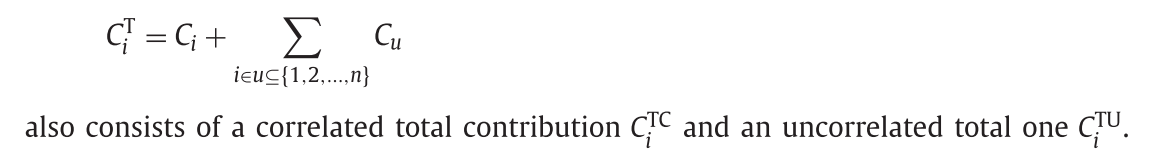 C_i^T = C_i + ∑_{i∈u⊆{1,2,...,n}} C_u
also consists of a correlated total contribution C_i^{TC} and an uncorrelated total one C_i^{TU}.